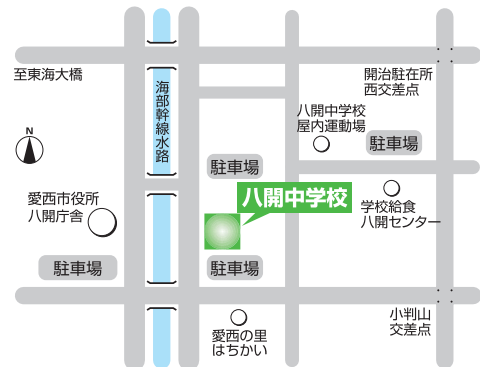 至東海大橋
海部幹線水路
開治駐在所
西交差点
八開中学校
屋内運動場
駐車場
N
駐車場
学校給食
八開センター
八開中学校
愛西市役所
八開庁舎
駐車場
駐車場
小判山
交差点
愛西の里
はちかい